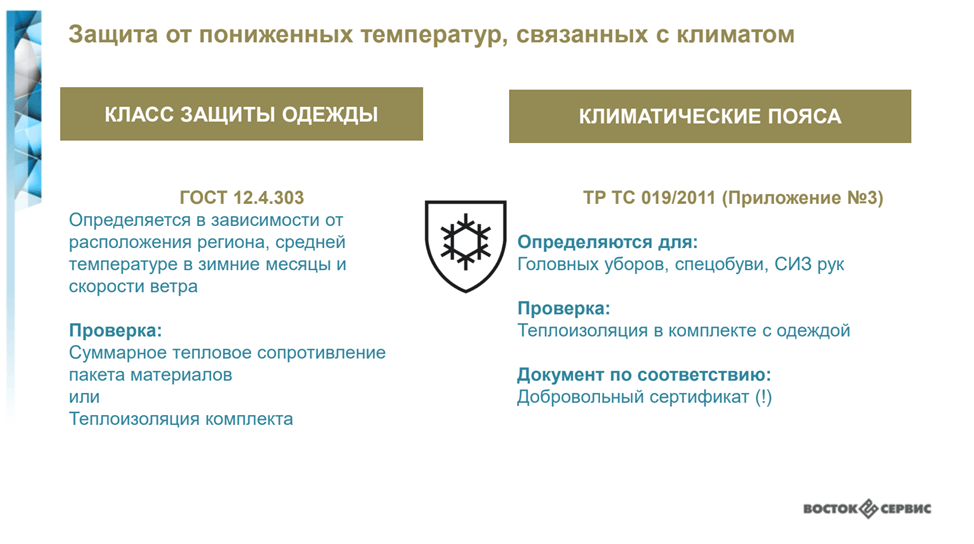 Защита от пониженных температур, связанных с климатом
КЛАСС ЗАЩИТЫ ОДЕЖДЫ
ГОСТ 12.4.303
Определяется в зависимости от
расположения региона, средней
температуре в зимние месяцы и
скорости ветра
Проверка:
Суммарное тепловое сопротивление
пакета материалов
или
Теплоизоляция комплекта
КЛИМАТИЧЕСКИЕ ПОЯСА
ТР ТС 019/2011 (Приложение №3)
Определяются для:
Головных уборов, спецобуви, СИЗ рук
Проверка:
Теплоизоляция в комплекте с одеждой
Документ по соответствию:
Добровольный сертификат (!)
ВОСТОК СЕРВИС